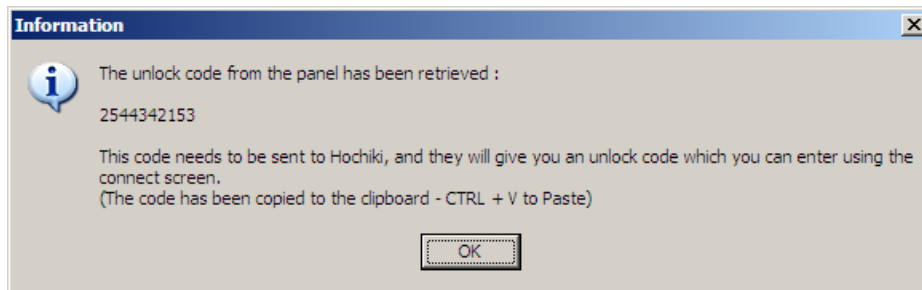 Information
The unlock code from the panel has been retrieved :
2544342153
This code needs to be sent to Hochiki, and they will give you an unlock code which you can enter using the
connect screen.
(The code has been copied to the clipboard - CTRL + V to Paste)
OK